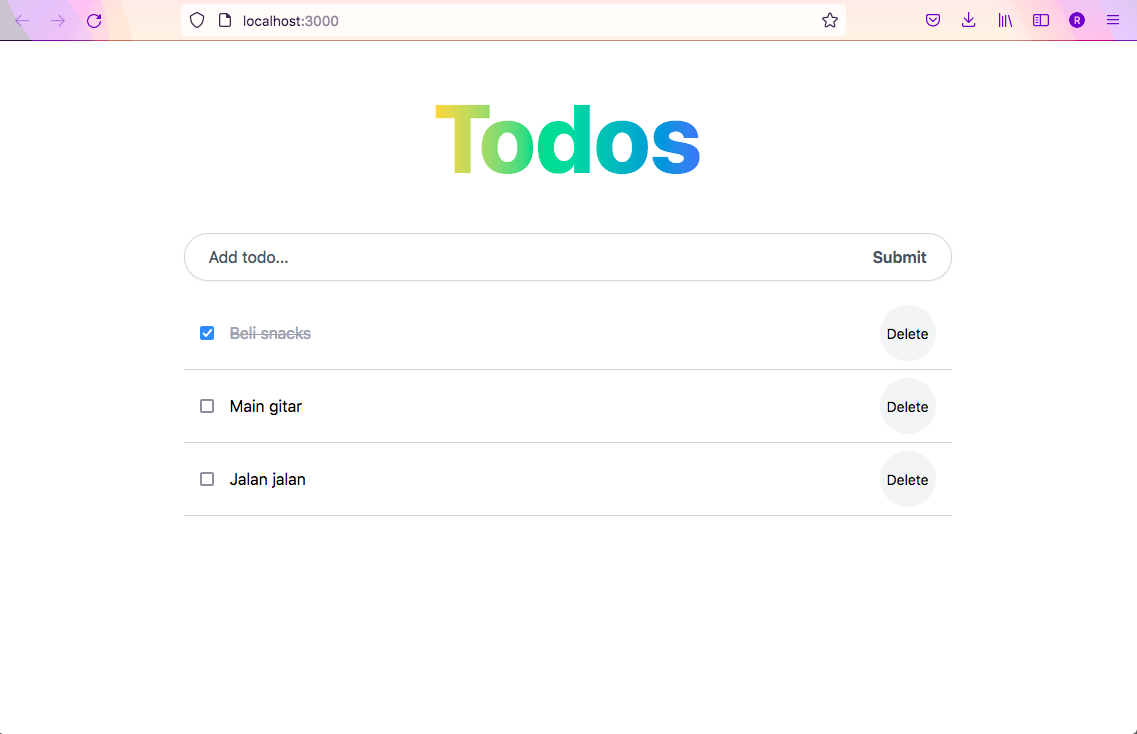 localhost:3000
R
Todos
Add todo... Submit
Beli snacks Delete
Main gitar Delete
Jalan jalan Delete